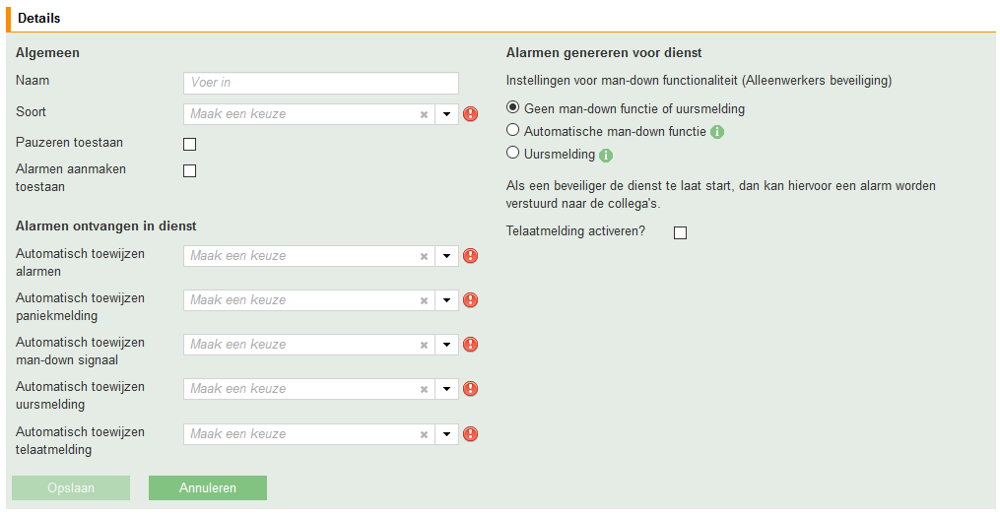 Details
Algemeen
Naam
Voer in
Soort
Maak een keuze
Pauzeren toestaan
Alarmen aanmaken
toestaan
Alarmen ontvangen in dienst
Automatisch toewijzen
alarmen
Maak een keuze
Automatisch toewijzen
paniekmelding
Maak een keuze
Automatisch toewijzen
man-down signaal
Maak een keuze
Automatisch toewijzen
uursmelding
Maak een keuze
Automatisch toewijzen
telaatmelding
Maak een keuze
Opslaan
Annuleren
Alarmen genereren voor dienst
Instellingen voor man-down functionaliteit (Alleenwerkers beveiliging)
Geen man-down functie of uursmelding
Automatische man-down functie
Uursmelding
Als een beveiliger de dienst te laat start, dan kan hiervoor een alarm worden
verstuurd naar de collega's.
Telaatmelding activeren?